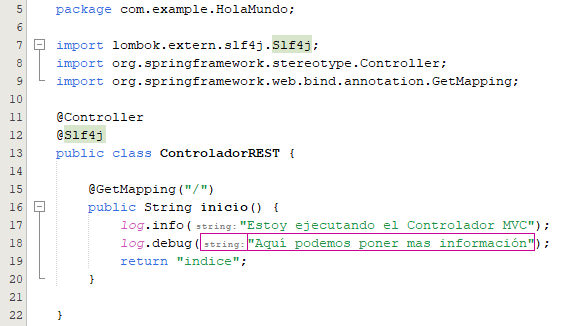 5 package com.example.HolaMundo;
6
7 import lombok.extern.slf4j.Slf4j;
8 import org.springframework.stereotype.Controller;
9 import org.springframework.web.bind.annotation.GetMapping;
10
11 @Controller
12 @Slf4j
13 public class ControladorREST {
14
15 @GetMapping("/")
16 public String inicio() {
17 log.info( string: "Estoy ejecutando el Controlador MVC");
18 log.debug( string: "Aquí podemos poner mas información");
19 return "indice";
20 }
21
22 }